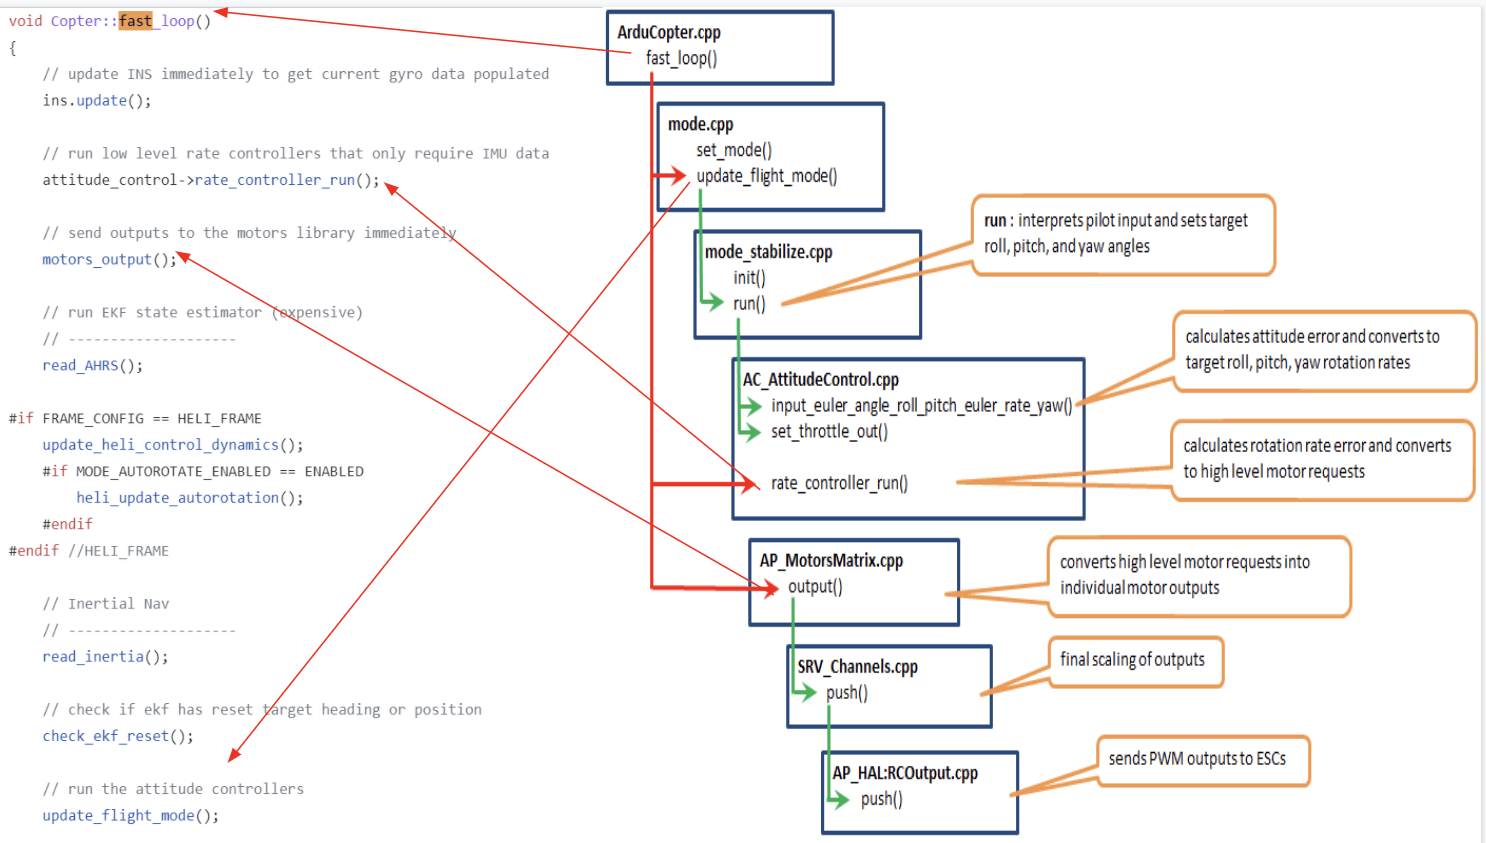 void Copter::fast_loop()
{
// update INS immediately to get current gyro data populated
ins.update();
// run low level rate controllers that only require IMU data
attitude_control->rate_controller_run();
// send outputs to the motors library immediately
motors_output();
// run EKF state estimator (expensive)
// --------------------
read_AHRS();
#if FRAME_CONFIG == HELI_FRAME
update_heli_control_dynamics();
#if MODE_AUTOROTATE_ENABLED == ENABLED
heli_update_autorotation();
#endif
#endif //HELI_FRAME
// Inertial Nav
// --------------------
read_inertia();
// check if ekf has reset target heading or position
check_ekf_reset();
// run the attitude controllers
update_flight_mode();
ArduCopter.cpp
fast_loop()
mode.cpp
set_mode()
update_flight_mode()
mode_stabilize.cpp
init()
run()
run : interprets pilot input and sets target
roll, pitch, and yaw angles
AC_AttitudeControl.cpp
input_euler_angle_roll_pitch_euler_rate_yaw()
set_throttle_out()
rate_controller_run()
calculates attitude error and converts to
target roll, pitch, yaw rotation rates
calculates rotation rate error and converts
to high level motor requests
AP_MotorsMatrix.cpp
output()
converts high level motor requests into
individual motor outputs
SRV_Channels.cpp
push()
final scaling of outputs
AP_HAL:RCOutput.cpp
push()
sends PWM outputs to ESCs